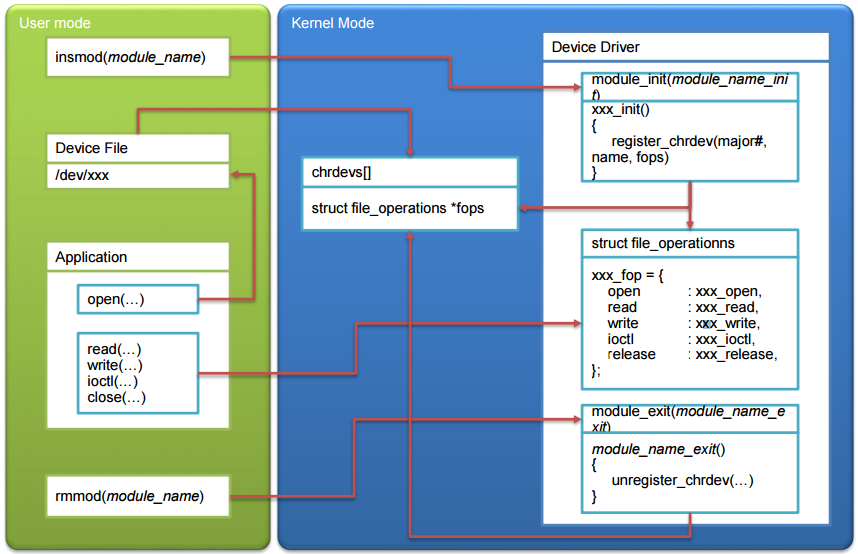 User mode
insmod(module_name)
Device File
/dev/xxx
Application
open(…)
read(…)
write(…)
ioctl(…)
close(…)
rmmod(module_name)
Kernel Mode
chrdevs[]
struct file_operations *fops
Device Driver
module_init(module_name_ini
t)
xxx_init()
{
register_chrdev(major#,
name, fops)
}
struct file_operationns
xxx_fop = {
open : xxx_open,
read : xxx_read,
write : xxx_write,
ioctl : xxx_ioctl,
release : xxx_release,
};
module_exit(module_name_e
xit)
module_name_exit()
{
unregister_chrdev(…)
}